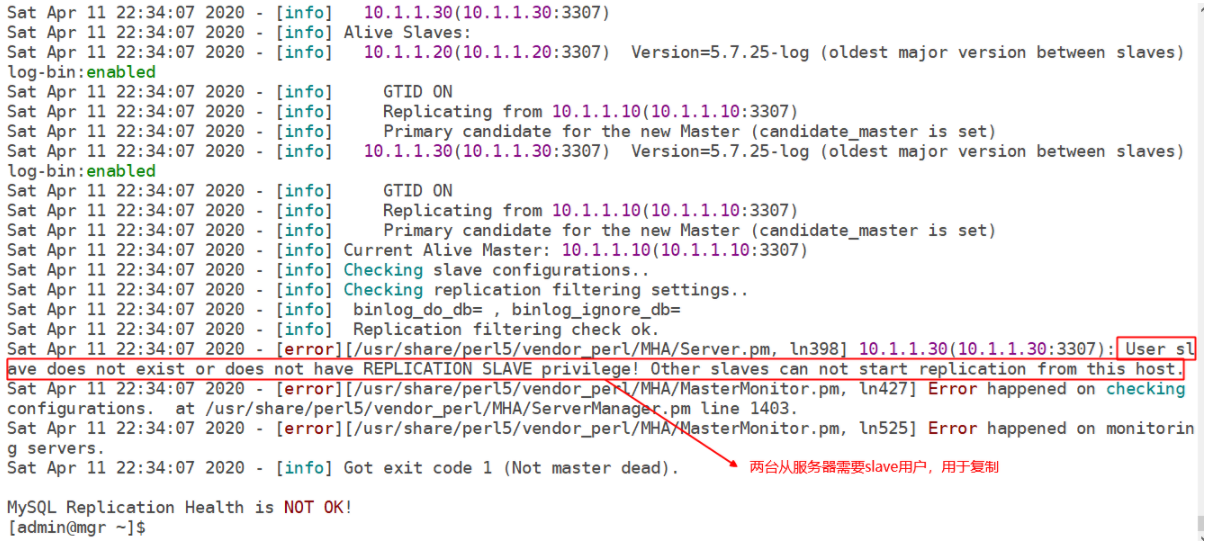 Sat Apr 11 22:34:07 2020 - [info]   10.1.1.30(10.1.1.30:3307)
Sat Apr 11 22:34:07 2020 - [info] Alive Slaves:
Sat Apr 11 22:34:07 2020 - [info]   10.1.1.20(10.1.1.20:3307)  Version=5.7.25-log (oldest major version between slaves)
log-bin:enabled
Sat Apr 11 22:34:07 2020 - [info]     GTID ON
Sat Apr 11 22:34:07 2020 - [info]     Replicating from 10.1.1.10(10.1.1.10:3307)
Sat Apr 11 22:34:07 2020 - [info]     Primary candidate for the new Master (candidate_master is set)
Sat Apr 11 22:34:07 2020 - [info]   10.1.1.30(10.1.1.30:3307)  Version=5.7.25-log (oldest major version between slaves)
log-bin:enabled
Sat Apr 11 22:34:07 2020 - [info]     GTID ON
Sat Apr 11 22:34:07 2020 - [info]     Replicating from 10.1.1.10(10.1.1.10:3307)
Sat Apr 11 22:34:07 2020 - [info]     Primary candidate for the new Master (candidate_master is set)
Sat Apr 11 22:34:07 2020 - [info] Current Alive Master: 10.1.1.10(10.1.1.10:3307)
Sat Apr 11 22:34:07 2020 - [info] Checking slave configurations..
Sat Apr 11 22:34:07 2020 - [info] Checking replication filtering settings..
Sat Apr 11 22:34:07 2020 - [info]  binlog_do_db= , binlog_ignore_db=
Sat Apr 11 22:34:07 2020 - [info]  Replication filtering check ok.
Sat Apr 11 22:34:07 2020 - [error][/usr/share/perl5/vendor_perl/MHA/Server.pm, ln398] 10.1.1.30(10.1.1.30:3307): User sl
ave does not exist or does not have REPLICATION SLAVE privilege! Other slaves can not start replication from this host.
Sat Apr 11 22:34:07 2020 - [error][/usr/share/perl5/vendor_perl/MHA/MasterMonitor.pm, ln427] Error happened on checking
configurations.  at /usr/share/perl5/vendor_perl/MHA/ServerManager.pm line 1403.
Sat Apr 11 22:34:07 2020 - [error][/usr/share/perl5/vendor_perl/MHA/MasterMonitor.pm, ln525] Error happened on monitorin
g servers.
Sat Apr 11 22:34:07 2020 - [info] Got exit code 1 (Not master dead).
两台从服务器需要slave用户，用于复制
MySQL Replication Health is NOT OK!
[admin@mgr ~]$